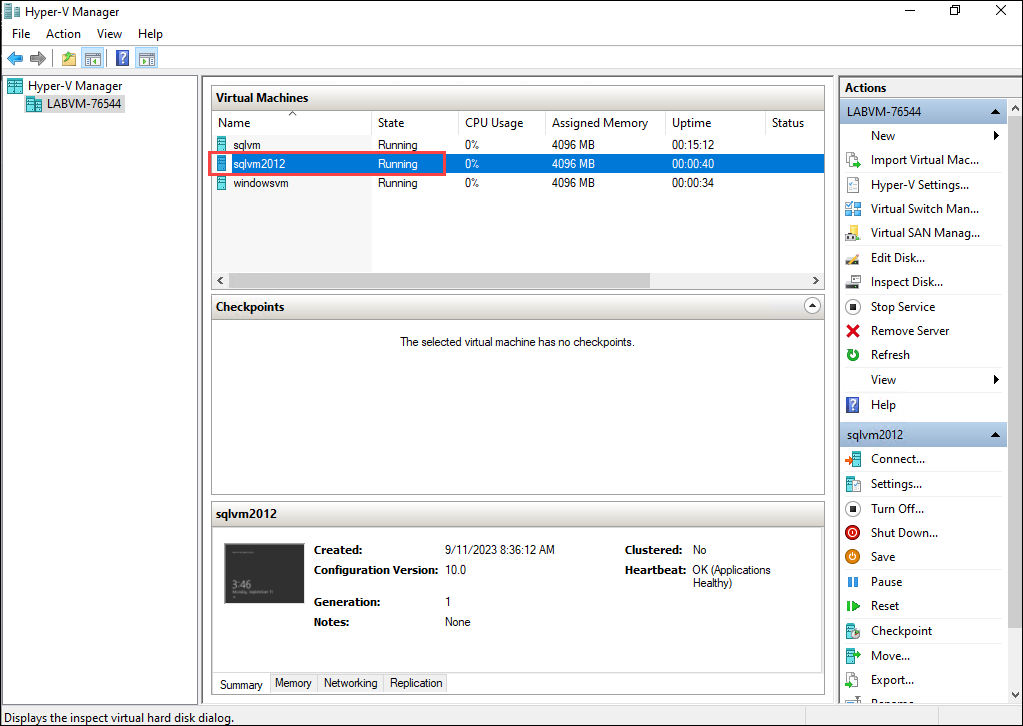 Hyper-V Manager
File Action View Help
Hyper-V Manager
LABVM-76544
Virtual Machines
Name State CPU Usage Assigned Memory Uptime Status
sqlvm Running 0% 4096 MB 00:15:12
sqlvm2012 Running 0% 4096 MB 00:00:40
windowsvm Running 0% 4096 MB 00:00:34
Checkpoints
The selected virtual machine has no checkpoints.
sqlvm2012
3:46
Monday, September 11
Created: 9/11/2023 8:36:12 AM Clustered: No
Configuration Version: 10.0 Heartbeat: OK (Applications
Healthy)
Generation: 1
Notes: None
Summary Memory Networking Replication
Actions
LABVM-76544
New
Import Virtual Mac...
Hyper-V Settings...
Virtual Switch Man...
Virtual SAN Manag...
Edit Disk...
Inspect Disk...
Stop Service
Remove Server
Refresh
View
Help
sqlvm2012
Connect...
Settings...
Turn Off...
Shut Down...
Save
Pause
Reset
Checkpoint
Move...
Export...
Displays the inspect virtual hard disk dialog.